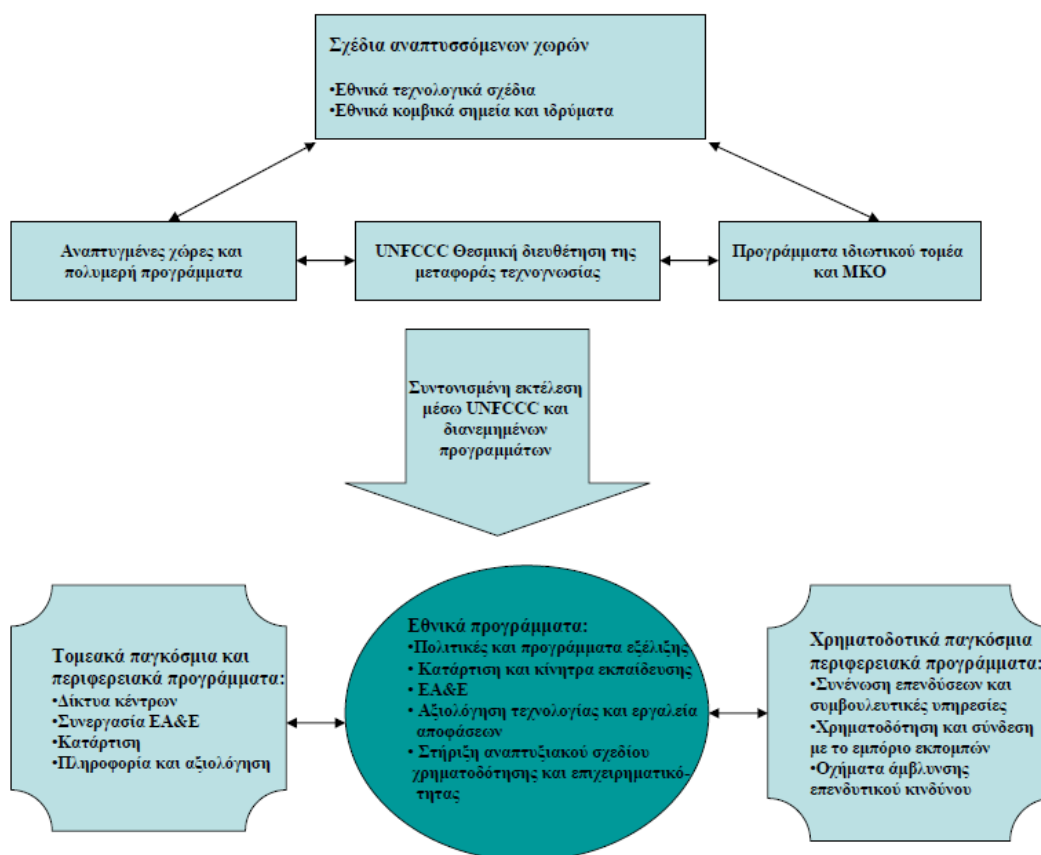 Σχέδια αναπτυσσόμενων χωρών
•Εθνικά τεχνολογικά σχέδια
•Εθνικά κομβικά σημεία και ιδρύματα
Αναπτυγμένες χώρες και
πολυμερή προγράμματα
UNFCCC Θεσμική διευθέτηση της
μεταφοράς τεχνογνωσίας
Προγράμματα ιδιωτικού τομέα
και ΜΚΟ
Συντονισμένη εκτέλεση
μέσω UNFCCC και
διανεμημένων
προγραμμάτων
Τομεακά παγκόσμια και
περιφερειακά προγράμματα:
•Δίκτυα κέντρων
•Συνεργασία ΕΑ&Ε
•Κατάρτιση
•Πληροφορία και αξιολόγηση
Εθνικά προγράμματα:
•Πολιτικές και προγράμματα εξέλιξης
• Κατάρτιση και κίνητρα εκπαίδευσης
• ΕΑ&Ε
• Αξιολόγηση τεχνολογίας και εργαλεία
αποφάσεων
• Στήριξη αναπτυξιακού σχεδίου
χρηματοδότησης και επιχειρηματικό-
τητας
Χρηματοδοτικά παγκόσμια
περιφερειακά προγράμματα:
• Συνένωση επενδύσεων και
συμβουλευτικές υπηρεσίες
•Χρηματοδότηση και σύνδεση
με το εμπόριο εκπομπών
•Οχήματα άμβλυνσης
επενδυτικού κινδύνου